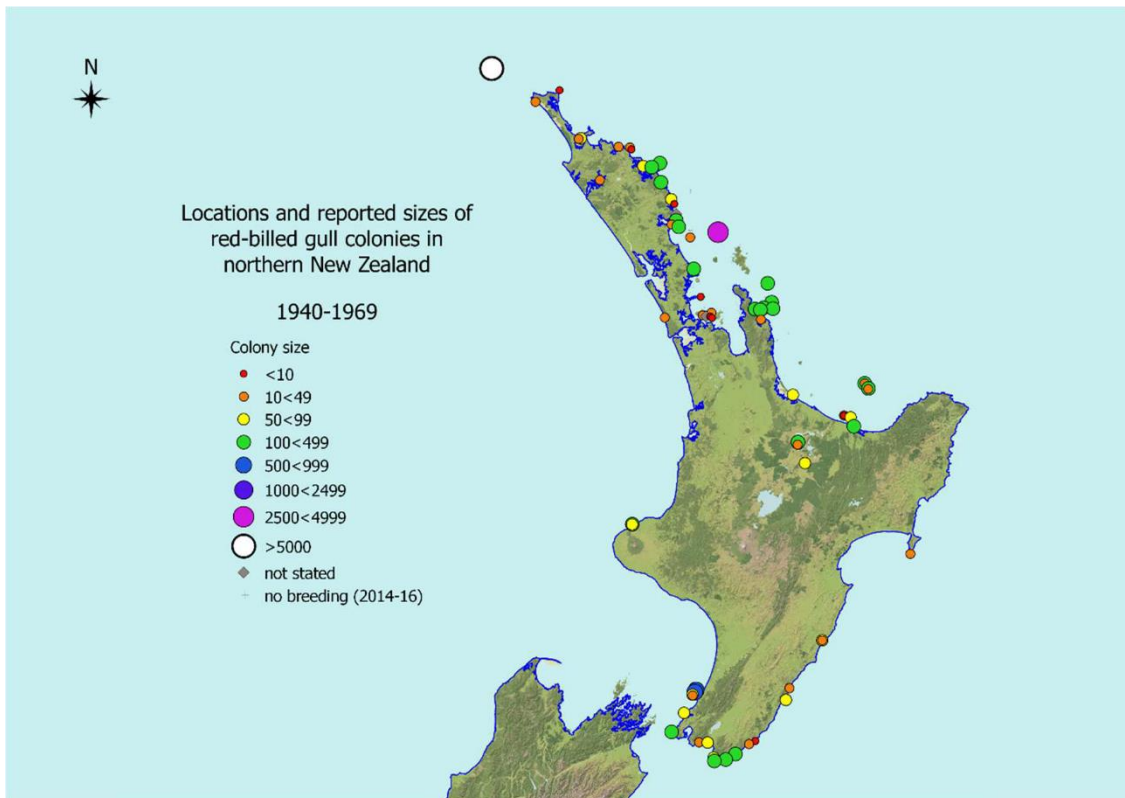 N
Locations and reported sizes of
red-billed gull colonies in
northern New Zealand
1940-1969
Colony size
<10
10<49
50<99
100<499
500<999
1000<2499
2500<4999
>5000
not stated
no breeding (2014-16)